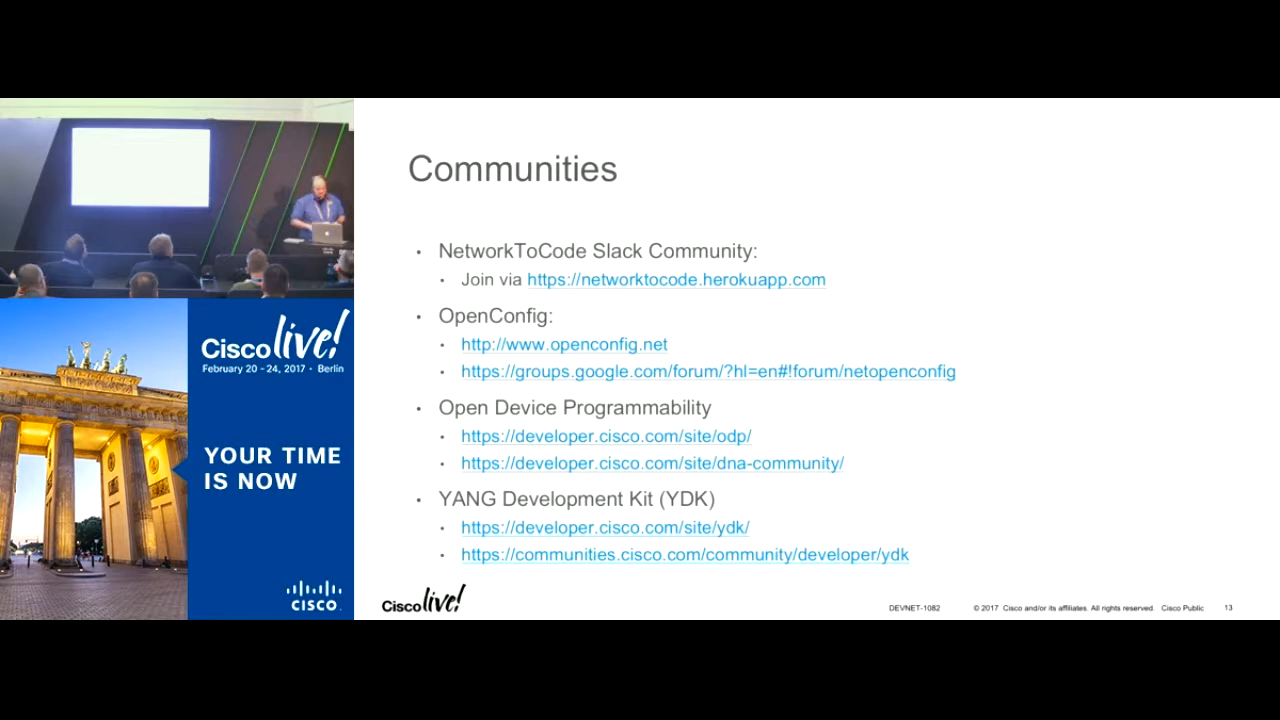 Communities
• NetworkToCode Slack Community:
• Join via https://networktocode.herokuapp.com
• OpenConfig:
• http://www.openconfig.net
• https://groups.google.com/forum/?hl=en#!forum/netopenconfig
• Open Device Programmability
• https://developer.cisco.com/site/odp/
• https://developer.cisco.com/site/dna-community/
• YANG Development Kit (YDK)
• https://developer.cisco.com/site/ydk/
• https://communities.cisco.com/community/developer/ydk
Cisco live!
DEVNET-1082 © 2017 Cisco and/or its affiliates. All rights reserved. Cisco Public 13
Cisco live!
February 20 - 24, 2017 • Berlin
YOUR TIME
IS NOW
CISCO.